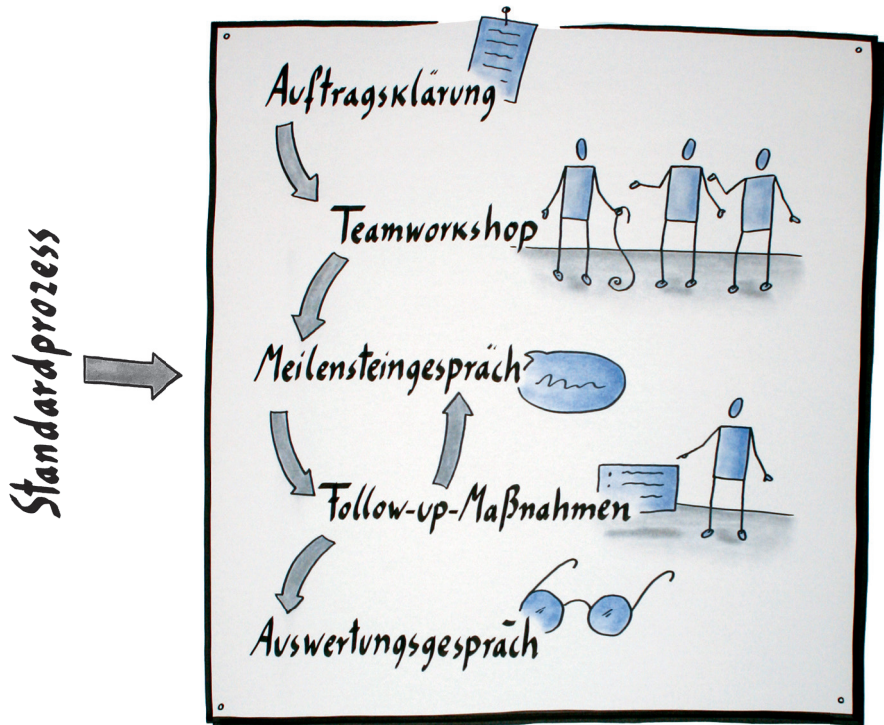 Standardprozess
Auftragsklärung
Teamworkshop
Meilensteingespräch
Follow-up-Maßnahmen
Auswertungsgespräch